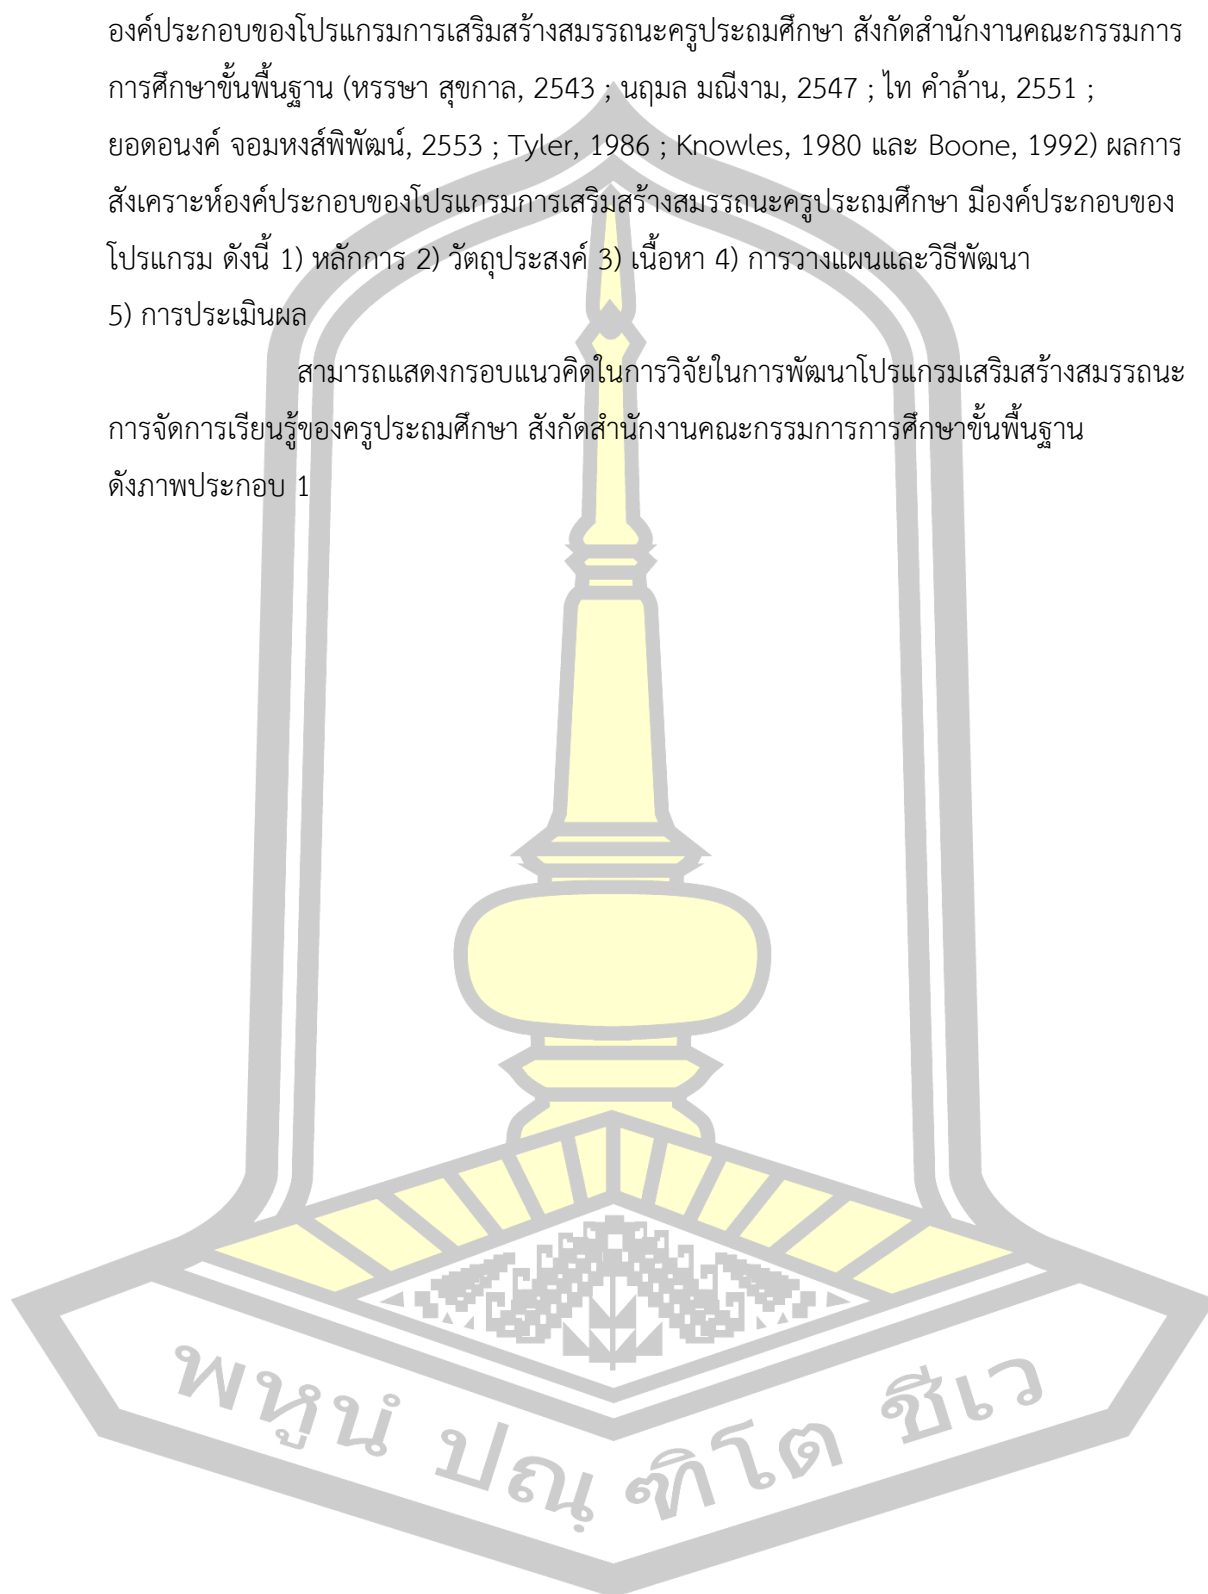 องค์ประกอบของโปรแกรมการเสริมสร้างสมรรถนะครูประถมศึกษา สังกัดสำนักงานคณะกรรมการ
การศึกษาขั้นพื้นฐาน (หรรษา สุขกาล, 2543 ; นฤมล มณีงาม, 2547 ; ไท คำล้าน, 2551 ;
ยอดอนงค์ จอมหงส์พิพัฒน์, 2553 ; Tyler, 1986 ; Knowles, 1980 และ Boone, 1992) ผลการ
สังเคราะห์องค์ประกอบของโปรแกรมการเสริมสร้างสมรรถนะครูประถมศึกษา มีองค์ประกอบของ
โปรแกรม ดังนี้ 1) หลักการ 2) วัตถุประสงค์ 3) เนื้อหา 4) การวางแผนและวิธีพัฒนา
5) การประเมินผล
สามารถแสดงกรอบแนวคิดในการวิจัยในการพัฒนาโปรแกรมเสริมสร้างสมรรถนะ
การจัดการเรียนรู้ของครูประถมศึกษา สังกัดสำนักงานคณะกรรมการการศึกษาขั้นพื้นฐาน
ดังภาพประกอบ 1
พหูนํ ปณฺฑิโต ชีเว